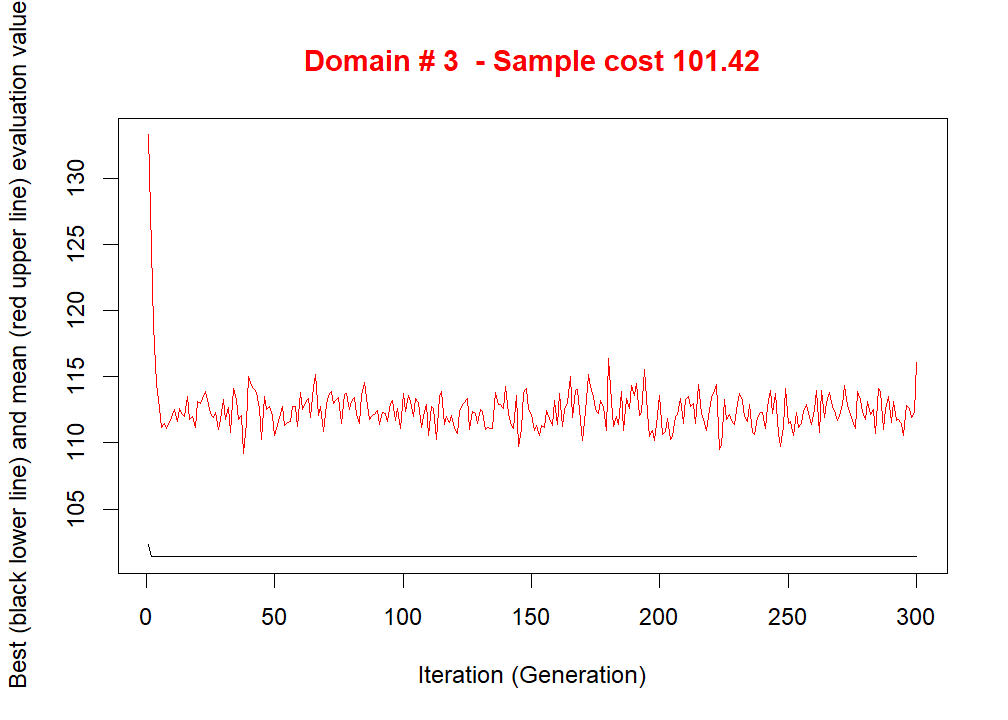 Domain # 3  - Sample cost 101.42
Best (black lower line) and mean (red upper line) evaluation value
130
125
120
115
110
105
0 50 100 150 200 250 300
Iteration (Generation)